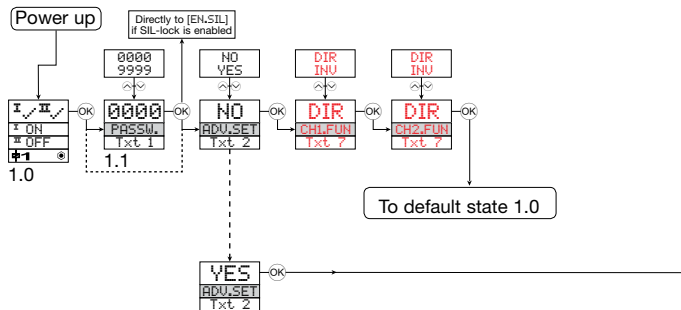 Power up
Directly to [EN.SIL]
if SIL-lock is enabled
0000
9999
NO
YES
DIR
INV
DIR
INV
I II
I ON
II OFF
1
1.0
OK
0000
PASSW.
Txt 1
1.1
OK
NO
ADV.SET
Txt 2
OK
DIR
CH1.FUN
Txt 7
OK
DIR
CH2.FUN
Txt 7
OK
To default state 1.0
YES
ADV.SET
Txt 2
OK